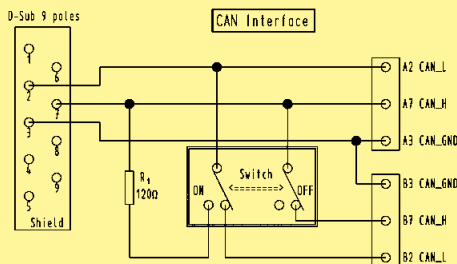 D-Sub 9 poles
CAN Interface
1
6
2
7
3
8
4
9
5
Shield
R1
120Ω
Switch
ON
OFF
A2 CAN_L
A7 CAN_H
A3 CAN_GND
B3 CAN_GND
B7 CAN_H
B2 CAN_L